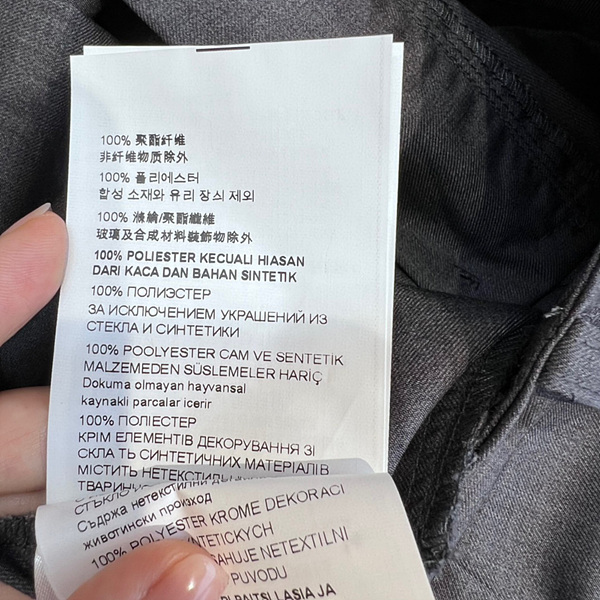 100% 聚酯纤维
非纤维物质除外
100% 폴리에스터
합성 소재와 유리 장식 제외
100% 滌綸/聚酯纖維
玻璃及合成材料裝飾物除外
100% POLIESTER KECUALI HIASAN
DARI KACA DAN BAHAN SINTETIK
100% ПОЛИЭСТЕР
ЗА ИСКЛЮЧЕНИЕМ УКРАШЕНИЙ ИЗ
СТЕКЛА И СИНТЕТИКИ
100% POOLYESTER CAM VE SENTETİK
MALZEMEDEN SÜSLEMELER HARİÇ
Dokuma olmayan hayvansal
kaynakli parcalar icerir
100% ПОЛІЕСТЕР
КРІМ ЕЛЕМЕНТІВ ДЕКОРУВАННЯ ЗІ
СКЛА ТЬ СИНТЕТИЧНИХ МАТЕРІАЛІВ
МІСТИТЬ
Съдържа нетекстилни
животински произход
100% POLYESTER KROMĚ DEKORACÍ
NETEXTILNI
PUVODU